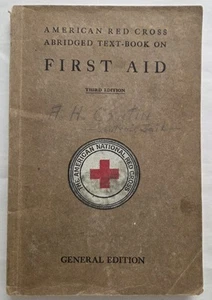 AMERICAN RED CROSS
ABRIDGED TEXT-BOOK ON
FIRST AID
THIRD EDITION
A. H.
THE AMERICAN NATIONAL RED CROSS
GENERAL EDITION